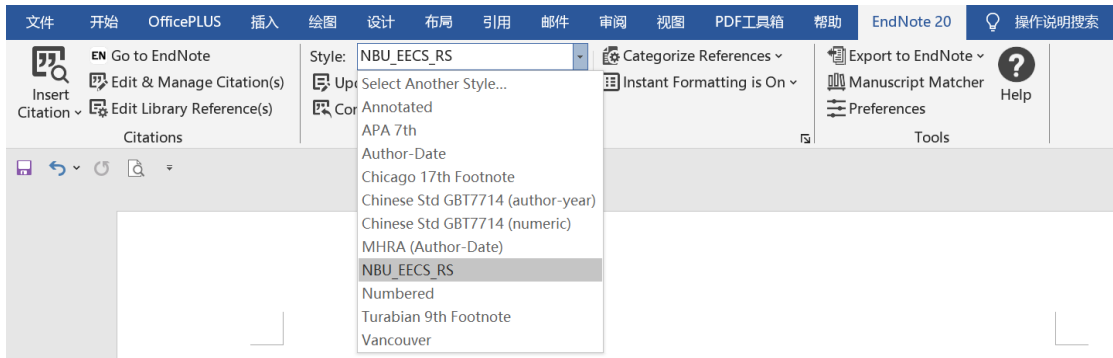 文件 开始 OfficePLUS 插入 绘图 设计 布局 引用 邮件 审阅 视图 PDF工具箱 帮助 EndNote 20 操作说明搜索
Insert Citation
EN Go to EndNote
Edit & Manage Citation(s)
Edit Library Reference(s)
Citations
Style: NBU_EECS_RS
Select Another Style...
Annotated
APA 7th
Author-Date
Chicago 17th Footnote
Chinese Std GBT7714 (author-year)
Chinese Std GBT7714 (numeric)
MHRA (Author-Date)
NBU_EECS_RS
Numbered
Turabian 9th Footnote
Vancouver
Categorize References
Instant Formatting is On
Export to EndNote
Manuscript Matcher
Preferences
Tools
Help